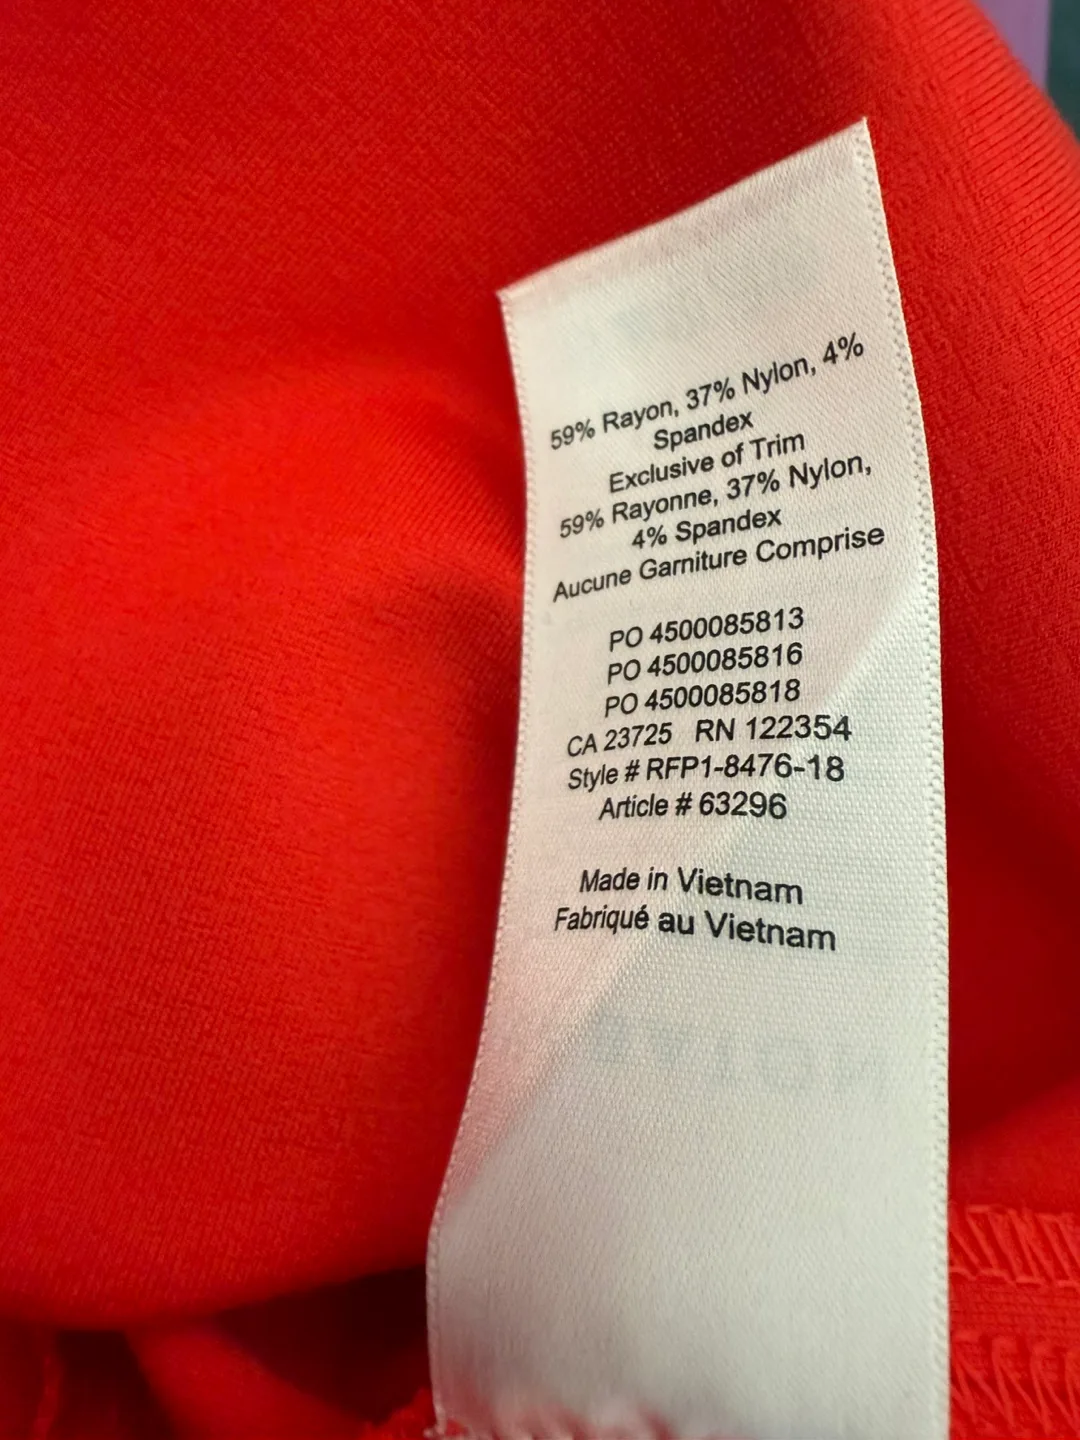 59% Rayon, 37% Nylon, 4%
Spandex
Exclusive of Trim
59% Rayonne, 37% Nylon,
4% Spandex
Aucune Garniture Comprise
PO 4500085813
PO 4500085816
PO 4500085818
CA 23725 RN 122354
Style # RFP1-8476-18
Article # 63296
Made in Vietnam
Fabriqué au Vietnam